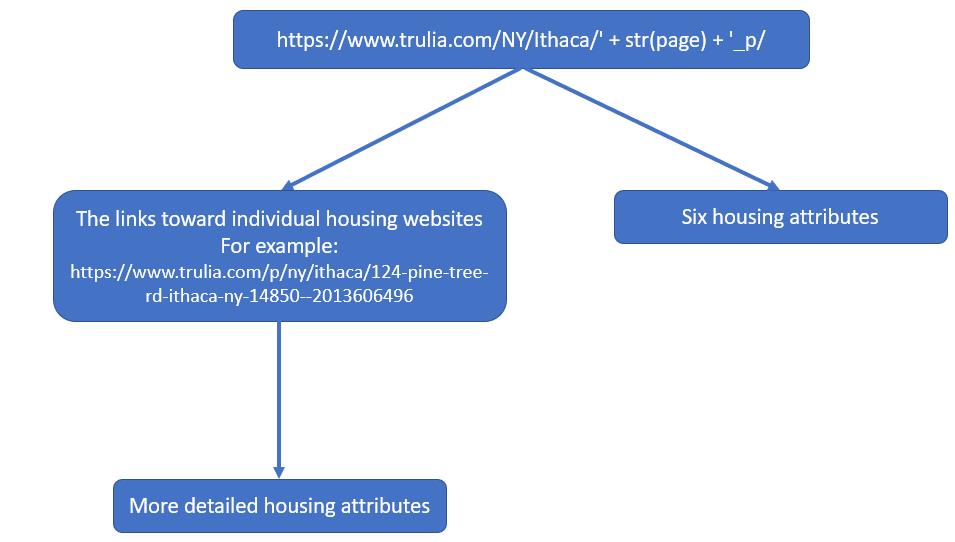 https://www.trulia.com/NY/Ithaca/' + str(page) + '_p/
The links toward individual housing websites
For example:
https://www.trulia.com/p/ny/ithaca/124-pine-tree-
rd-ithaca-ny-14850--2013606496
Six housing attributes
More detailed housing attributes